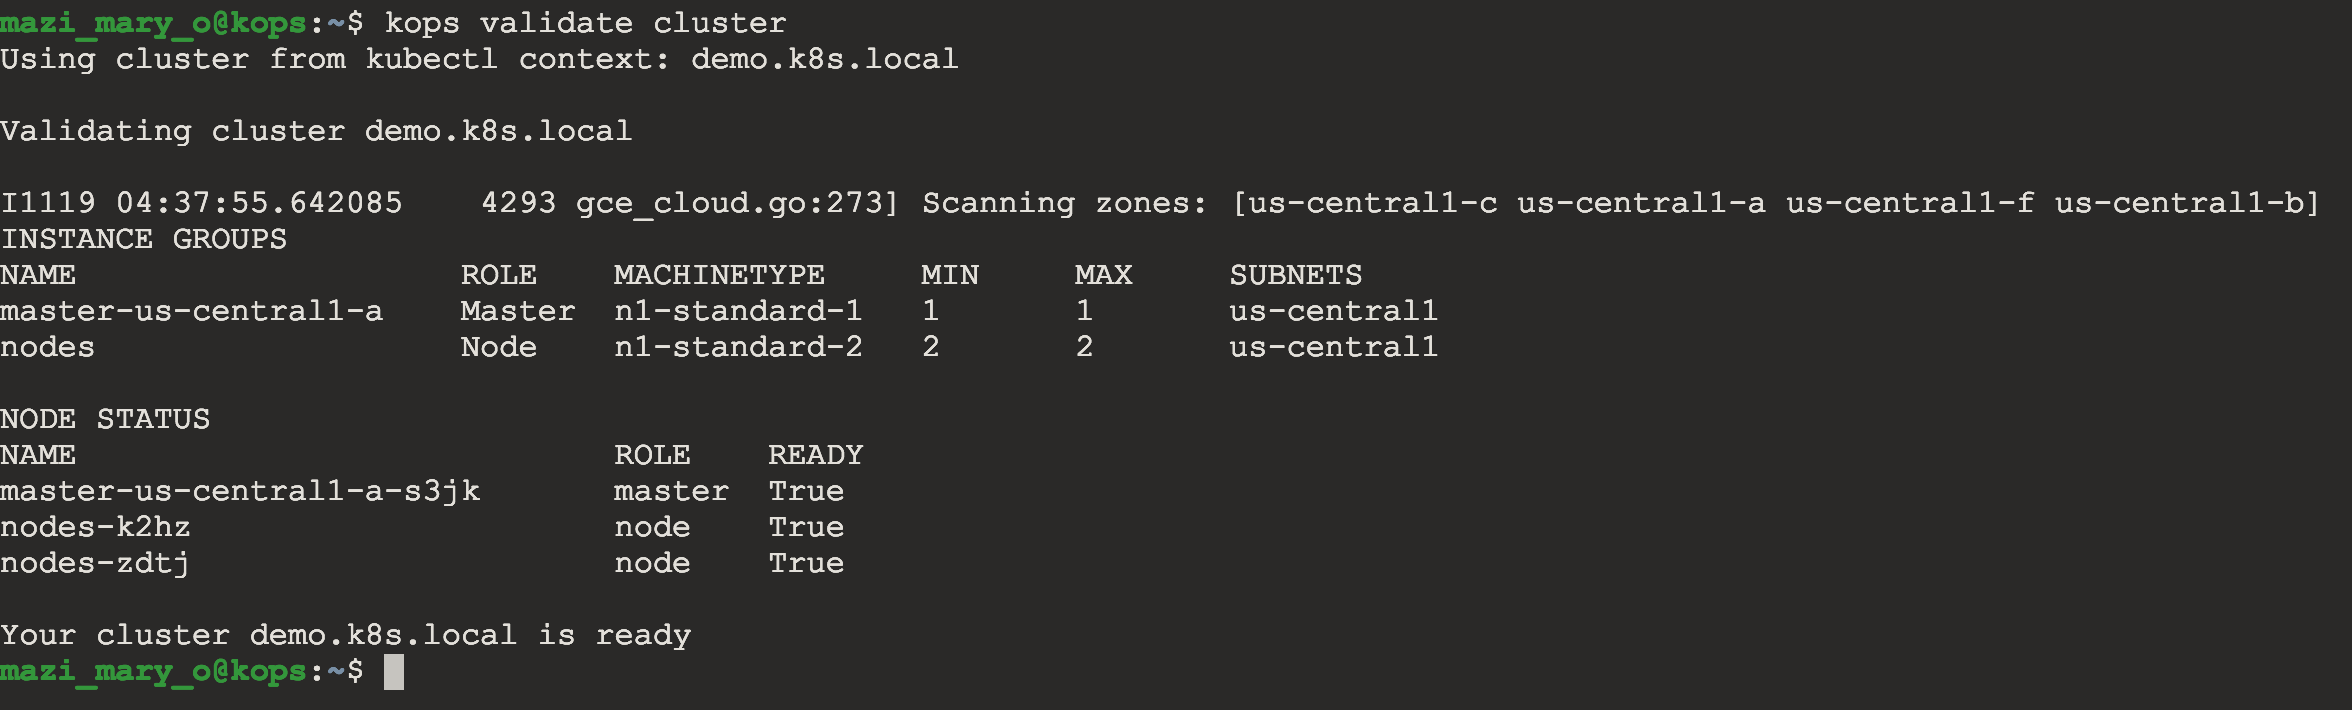 mazi_mary_o@kops:~$ kops validate cluster
Using cluster from kubectl context: demo.k8s.local
Validating cluster demo.k8s.local
I1119 04:37:55.642085    4293 gce_cloud.go:273] Scanning zones: [us-central1-c us-central1-a us-central1-f us-central1-b]
INSTANCE GROUPS
NAME                    ROLE    MACHINETYPE     MIN     MAX     SUBNETS
master-us-central1-a    Master  n1-standard-1   1       1       us-central1
nodes                   Node    n1-standard-2   2       2       us-central1
NODE STATUS
NAME                            ROLE    READY
master-us-central1-a-s3jk       master  True
nodes-k2hz                      node    True
nodes-zdtj                      node    True
Your cluster demo.k8s.local is ready
mazi_mary_o@kops:~$